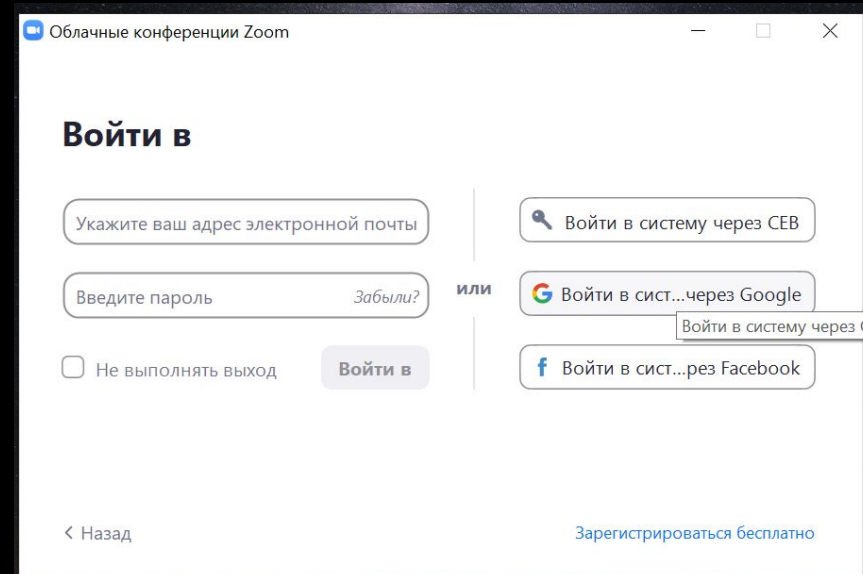 Облачные конференции Zoom
Войти в
Укажите ваш адрес электронной почты
Введите пароль
Забыли?
Не выполнять выход
Войти в
или
Войти в систему через СЕВ
Войти в сист...через Google
Войти в систему через
Войти в сист...рез Facebook
Назад
Зарегистрироваться бесплатно